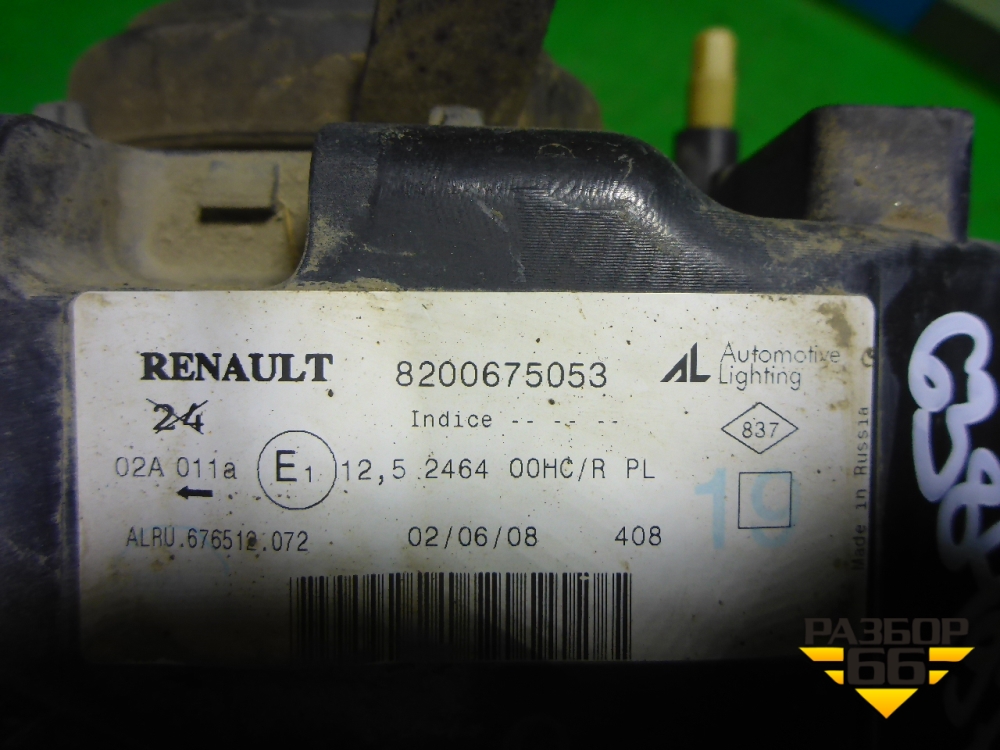 RENAULT 8200675053 AL Automotive Lighting
24 Indice -- -- -- 837
02A 011a E1 12,5 2464 00HC/R PL 19
ALRU.676512.072 02/06/08 408
Made in Russia
РАЗБОР
66